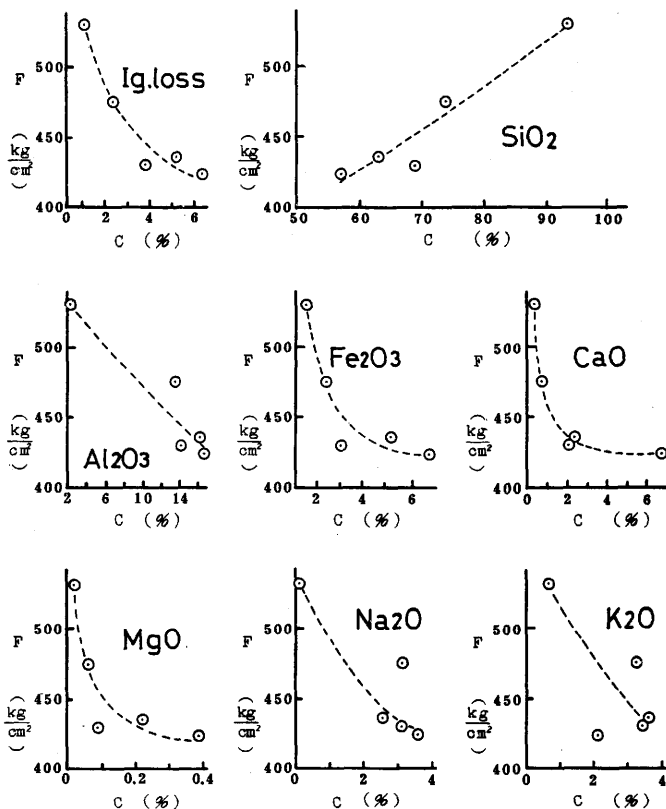 F ( kg/cm² ) 500 450 400
Ig.loss
0 2 4 6
C (%)
500 450 400
SiO2
50 60 70 80 90 100
C (%)
F ( kg/cm² ) 500 450 400
Al2O3
2 6 10 14
C (%)
F ( kg/cm² ) 500 450 400
Fe2O3
2 4 6
C (%)
F ( kg/cm² ) 500 450 400
CaO
0 2 4 6
C (%)
F ( kg/cm² ) 500 450 400
MgO
0 0.2 0.4
C (%)
F ( kg/cm² ) 500 450 400
Na2O
0 2 4
C (%)
F ( kg/cm² ) 500 450 400
K2O
0 2 4
C (%)